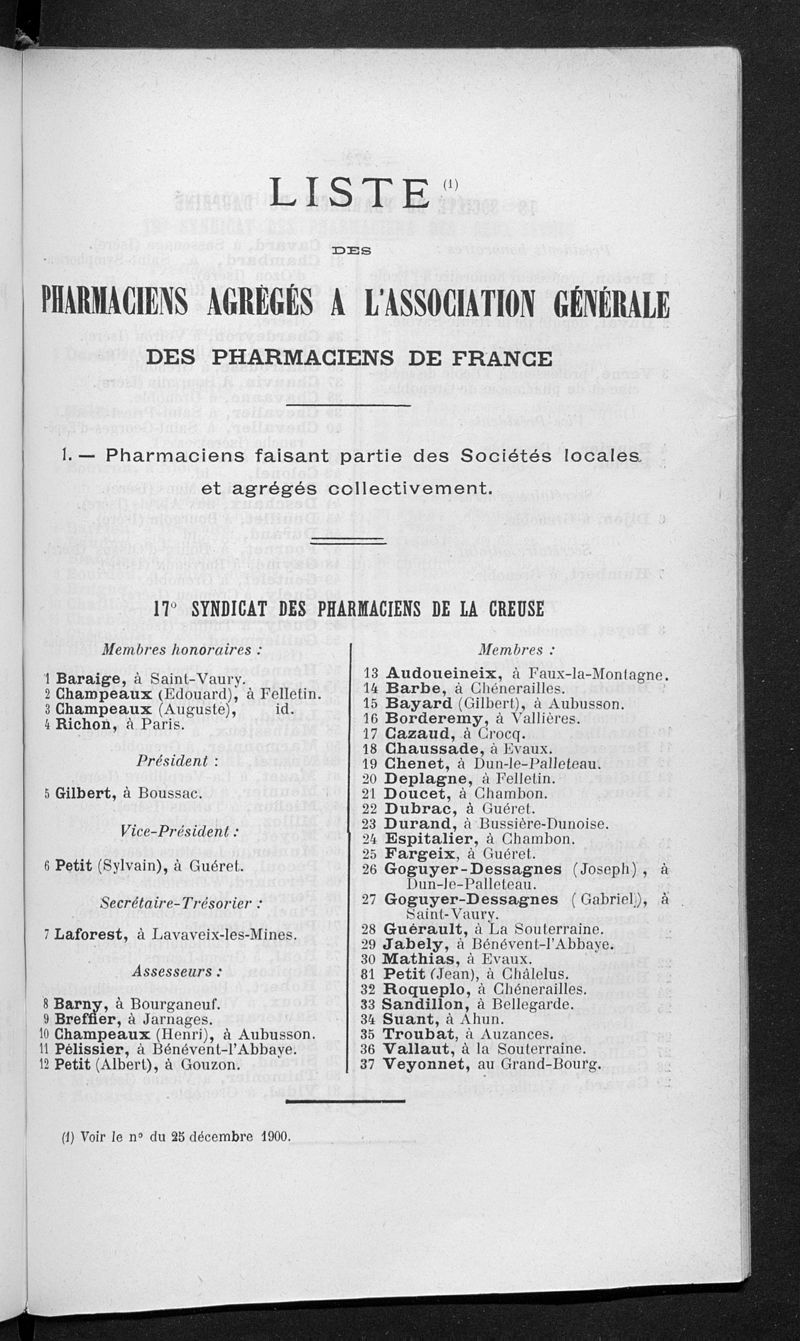 LISTE (1)
DES
PHARMACIENS AGRÉGÉS A L'ASSOCIATION GÉNÉRALE
DES PHARMACIENS DE FRANCE
I. — Pharmaciens faisant partie des Sociétés locales
et agrégés collectivement.
17° SYNDICAT DES PHARMACIENS DE LA CREUSE
Membres honoraires :
1 Baraige, à Saint-Vaury.
2 Champeaux (Edouard), à Felletin.
3 Champeaux (Auguste), id.
4 Richon, à Paris.
Président :
5 Gilbert, à Boussac.
Vice-Président :
6 Petit (Sylvain), à Guéret.
Secrétaire-Trésorier :
7 Laforest, à Lavaveix-les-Mines.
Assesseurs :
8 Barny, à Bourganeuf.
9 Breffier, à Jarnages.
10 Champeaux (Henri), à Aubusson.
11 Pélissier, à Bénévent-l'Abbaye.
12 Petit (Albert), à Gouzon.
Membres :
13 Audoueineix, à Faux-la-Montagne.
14 Barbe, à Chénerailles.
15 Bayard (Gilbert), à Aubusson.
16 Borderemy, à Vallières.
17 Cazaud, à Crocq.
18 Chaussade, à Evaux.
19 Chenet, à Dun-le-Palleteau.
20 Deplagne, à Felletin.
21 Doucet, à Chambon.
22 Dubrac, à Guéret.
23 Durand, à Bussière-Dunoise.
24 Espitalier, à Chambon.
25 Fargeix, à Guéret.
26 Goguyer-Dessagnes (Joseph), à
Dun-le-Palleteau.
27 Goguyer-Dessagnes (Gabriel), à
Saint-Vaury.
28 Guérault, à La Souterraine.
29 Jabely, à Bénévent-l'Abbaye.
30 Mathias, à Evaux.
81 Petit (Jean), à Châtelus.
32 Roqueplo, à Chénerailles.
33 Sandillon, à Bellegarde.
34 Suant, à Ahun.
35 Troubat, à Auzances.
36 Vallaut, à la Souterraine.
37 Veyonnet, au Grand-Bourg.
(1) Voir le n° du 25 décembre 1900.